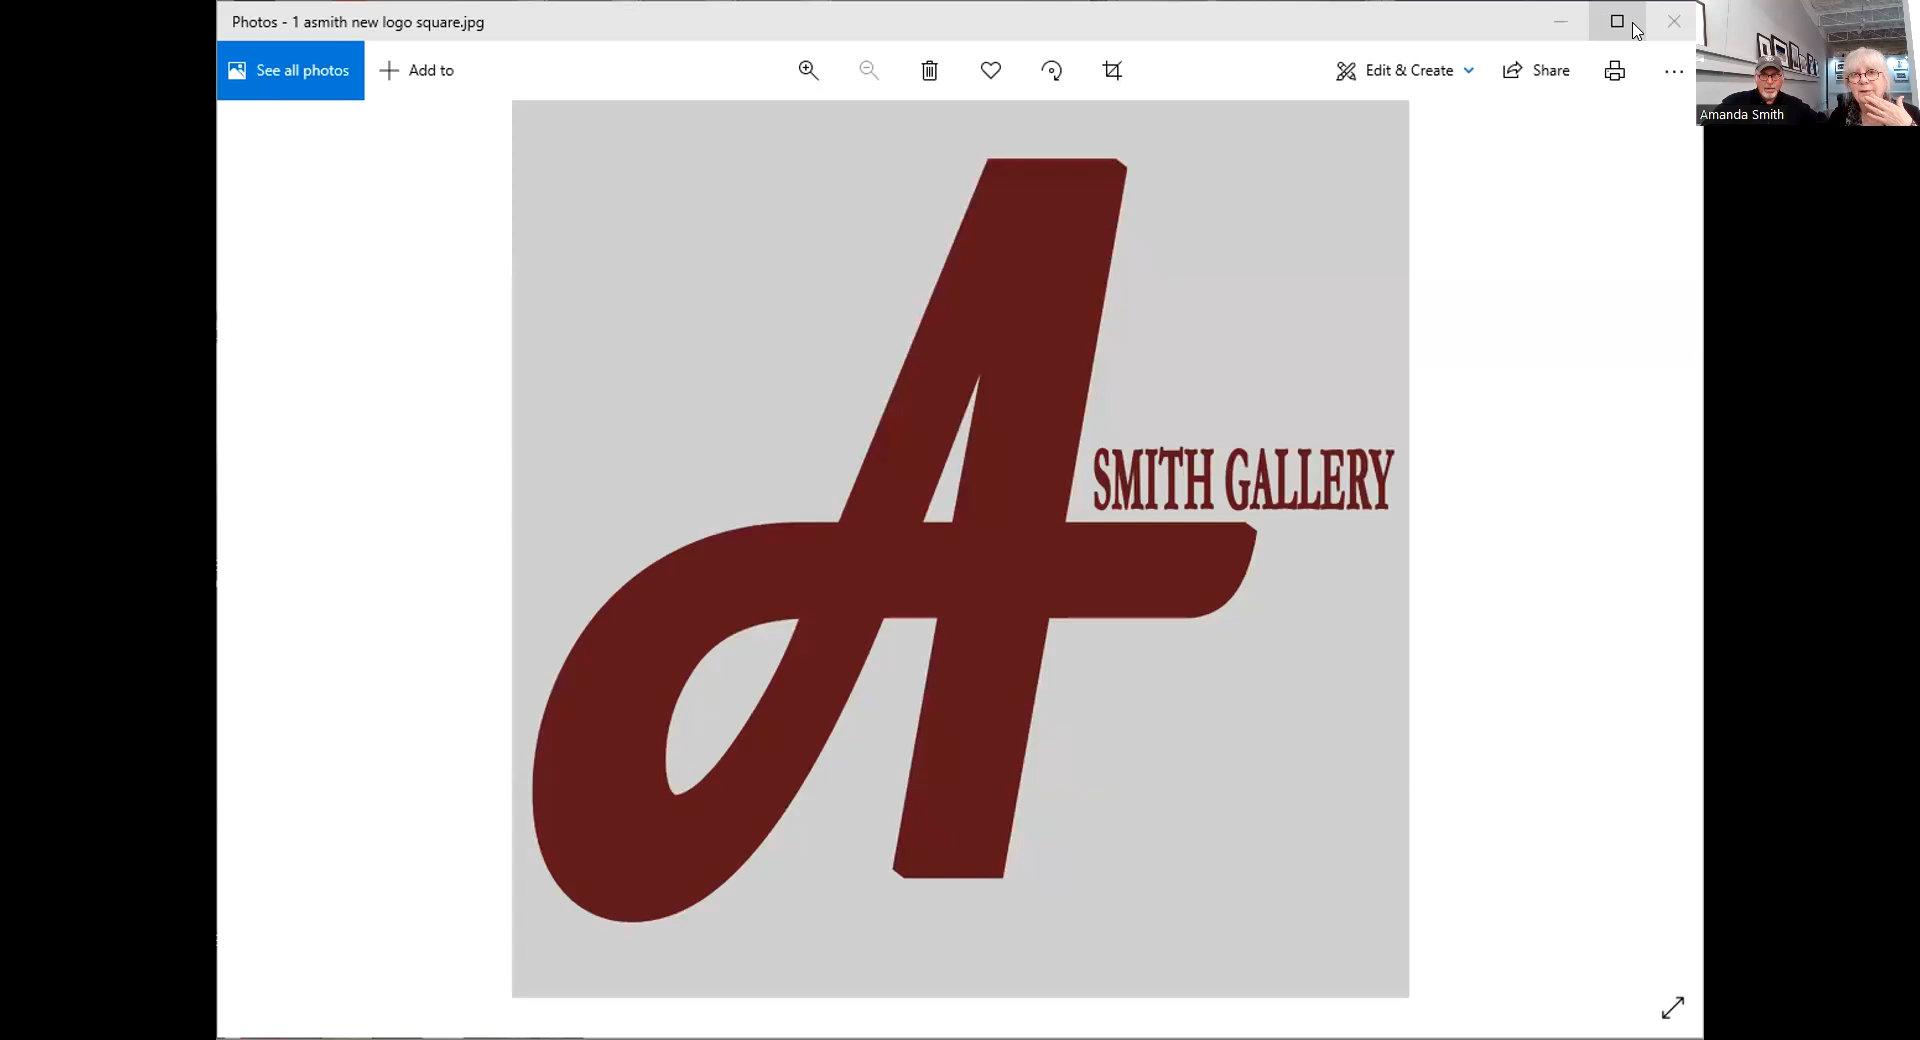 Photos - 1 asmith new logo square.jpg
See all photos
Add to
Edit & Create
Share
Amanda Smith
A
SMITH GALLERY